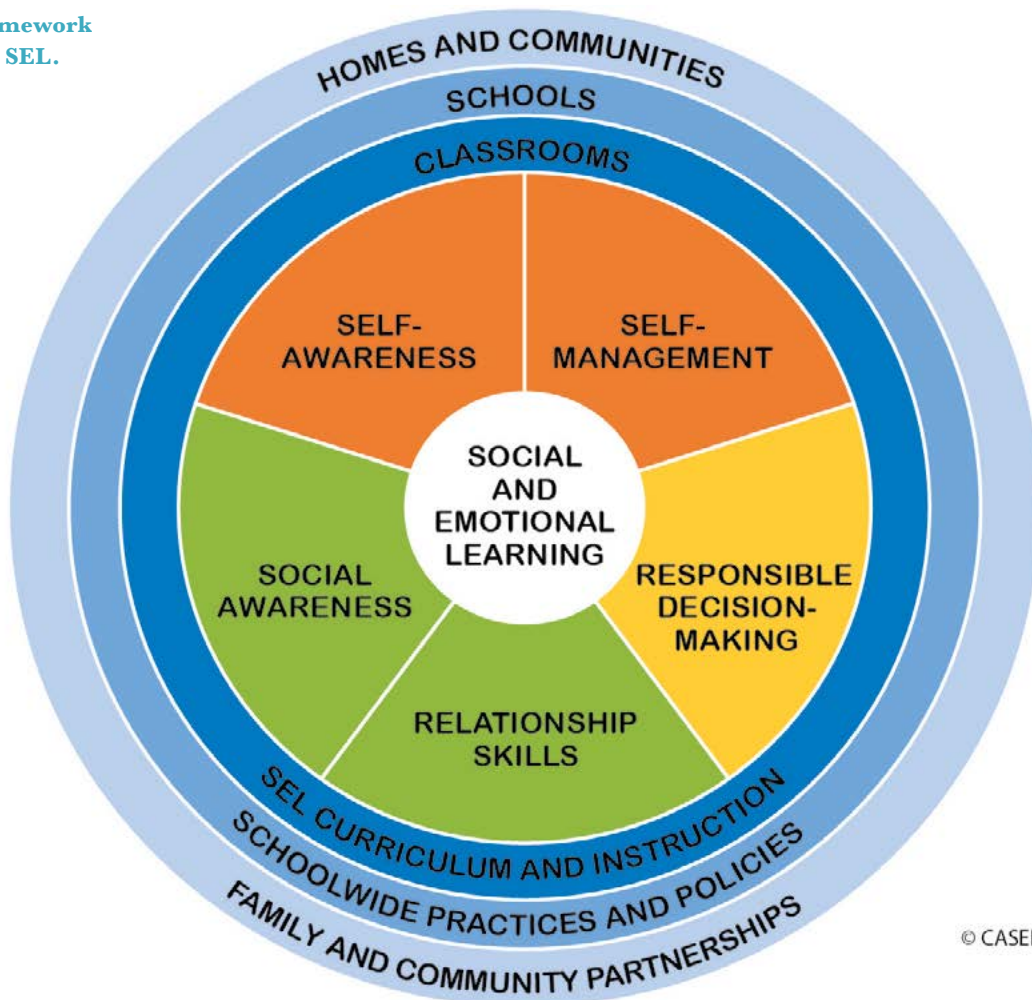 mework
SEL.
HOMES AND COMMUNITIES
SCHOOLS
CLASSROOMS
SELF-
AWARENESS
SELF-
MANAGEMENT
SOCIAL
AND
EMOTIONAL
LEARNING
SOCIAL
AWARENESS
RESPONSIBLE
DECISION-
MAKING
RELATIONSHIP
SKILLS
SEL CURRICULUM AND INSTRUCTION
SCHOOLWIDE PRACTICES AND POLICIES
FAMILY AND COMMUNITY PARTNERSHIPS
© CASE